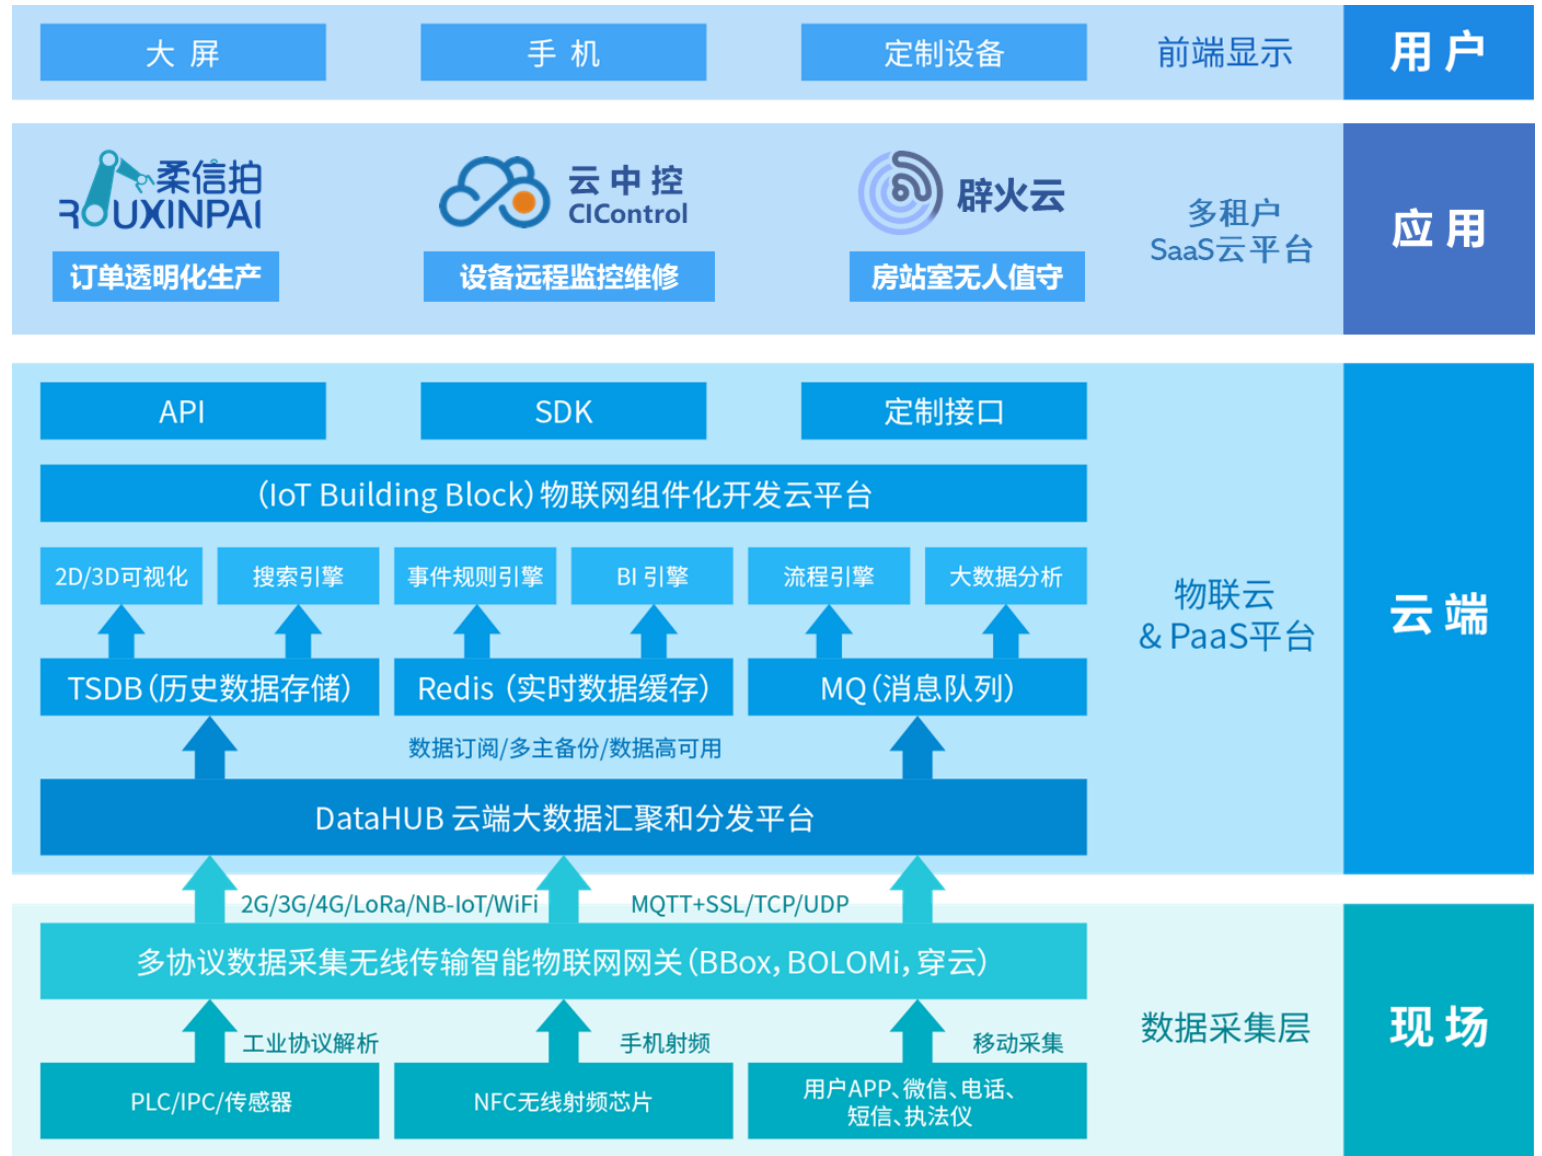 大 屏
手 机
定制设备
前端显示
用 户
柔信拍
ROUXINPAI
订单透明化生产
云 中 控
CIControl
设备远程监控维修
辟火云
房站室无人值守
多租户
SaaS云平台
应 用
API
SDK
定制接口
（IoT Building Block）物联网组件化开发云平台
2D/3D可视化
搜索引擎
事件规则引擎
BI 引擎
流程引擎
大数据分析
TSDB（历史数据存储）
Redis（实时数据缓存）
MQ（消息队列）
数据订阅/多主备份/数据高可用
DataHUB 云端大数据汇聚和分发平台
物联云
& PaaS平台
云 端
2G/3G/4G/LoRa/NB-IoT/WiFi
MQTT+SSL/TCP/UDP
多协议数据采集无线传输智能物联网网关（BBox，BOLOMi，穿云）
工业协议解析
手机射频
移动采集
PLC/IPC/传感器
NFC无线射频芯片
用户APP、微信、电话、
短信、执法仪
数据采集层
现 场